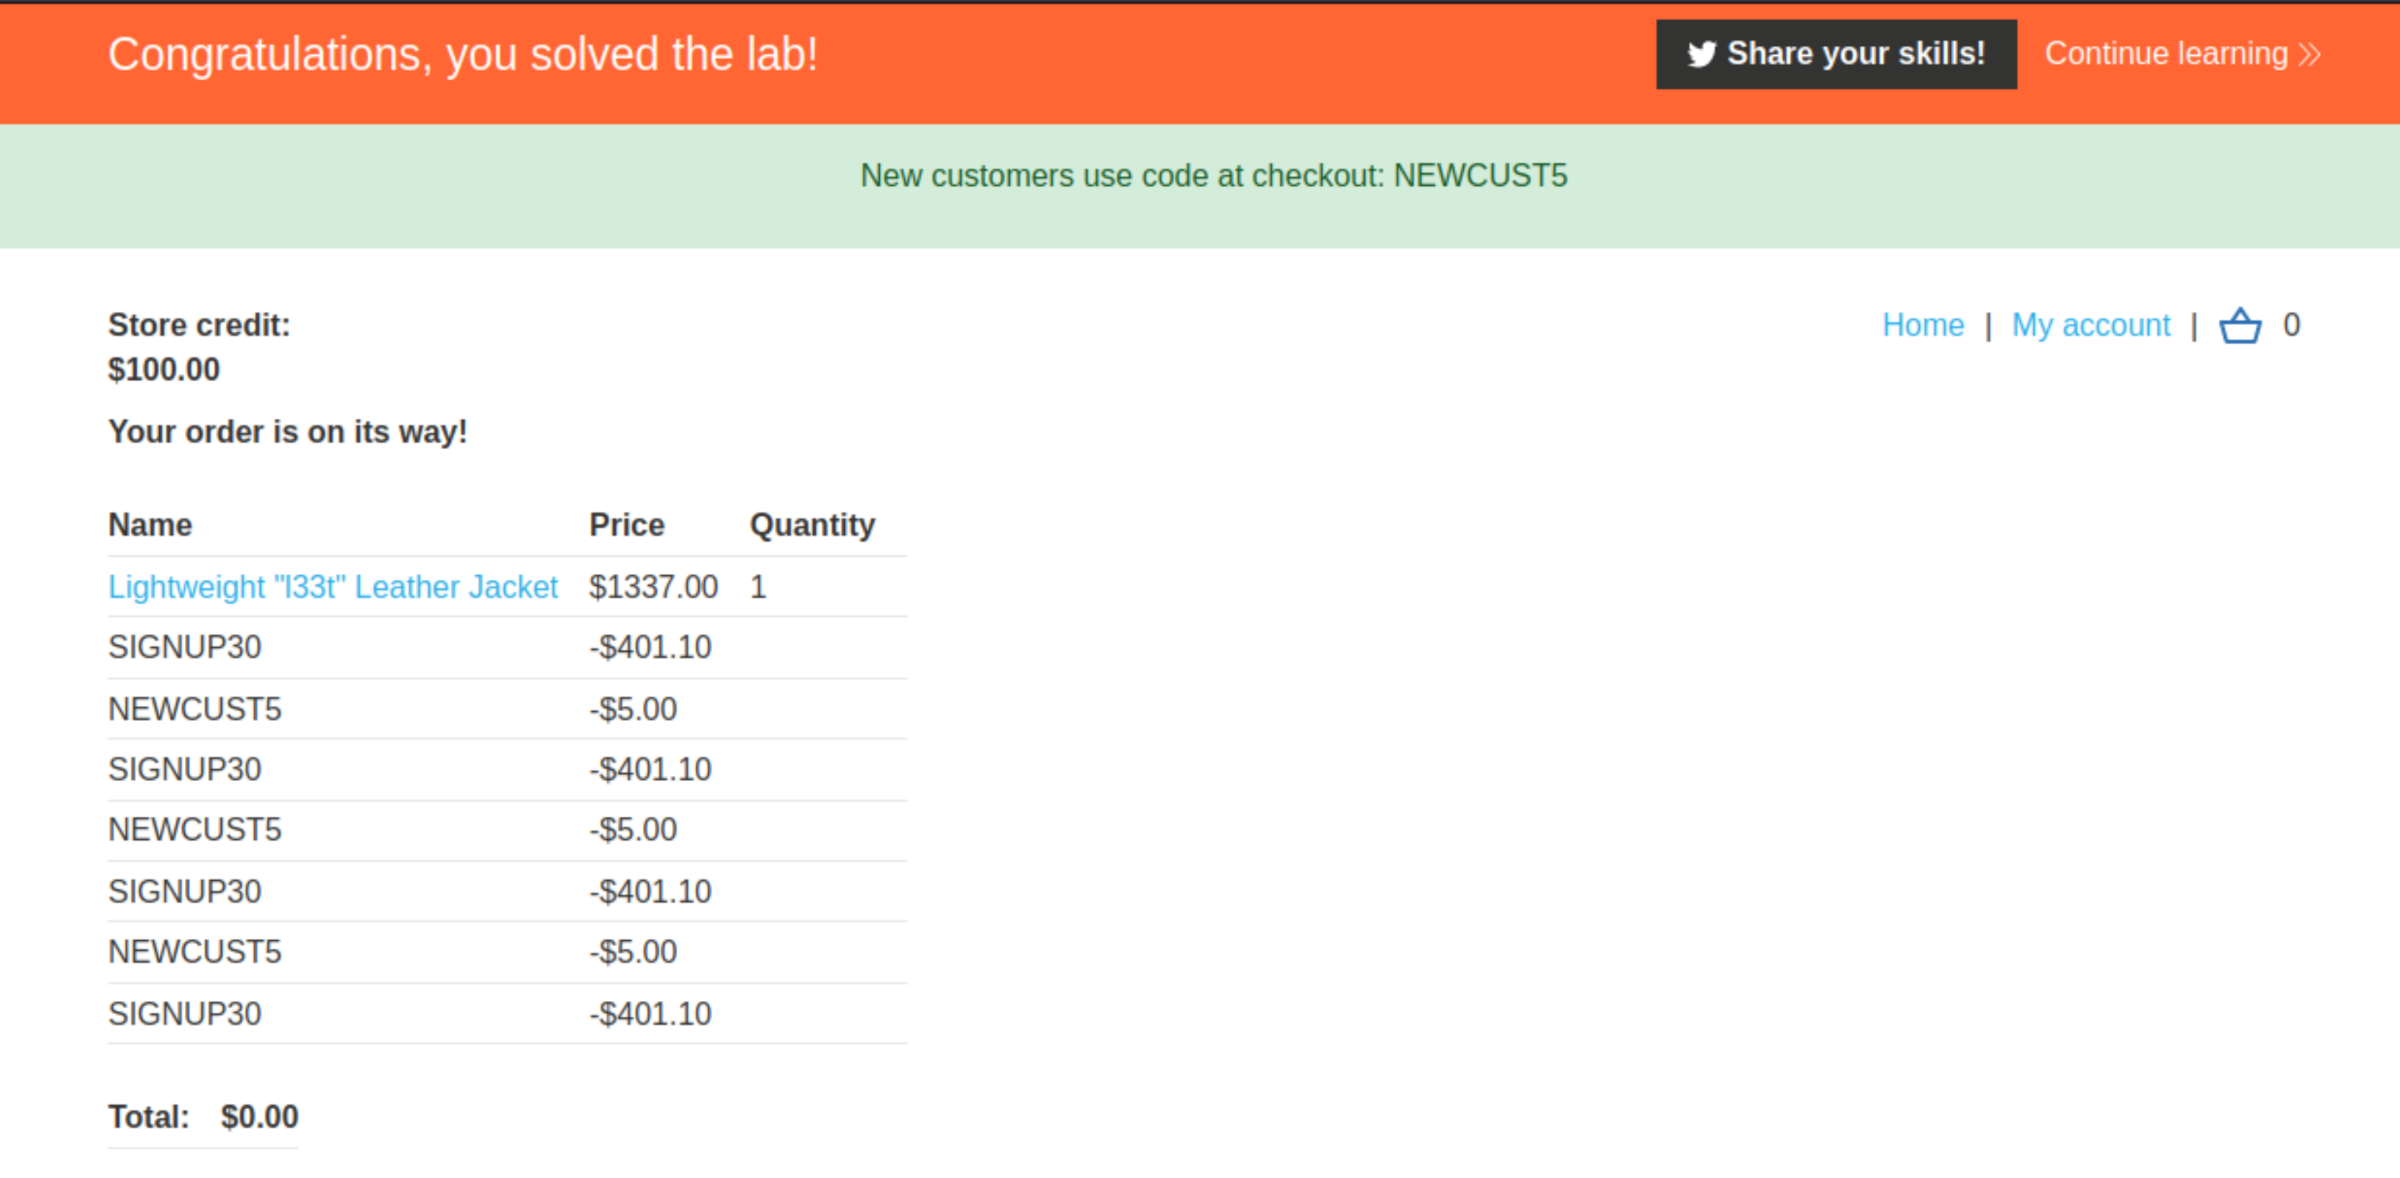 Congratulations, you solved the lab!
Share your skills!
Continue learning
New customers use code at checkout: NEWCUST5
Store credit:
$100.00
Home | My account | 0
Your order is on its way!
Name Price Quantity
Lightweight "l33t" Leather Jacket $1337.00 1
SIGNUP30 -$401.10
NEWCUST5 -$5.00
SIGNUP30 -$401.10
NEWCUST5 -$5.00
SIGNUP30 -$401.10
NEWCUST5 -$5.00
SIGNUP30 -$401.10
Total: $0.00